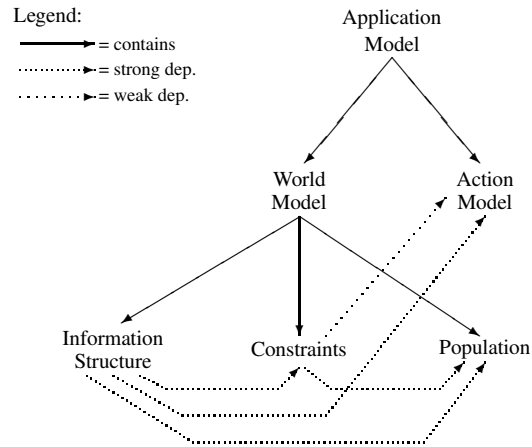 Legend:
= contains
= strong dep.
= weak dep.
Application
Model
World
Model
Action
Model
Information
Structure
Constraints
Population